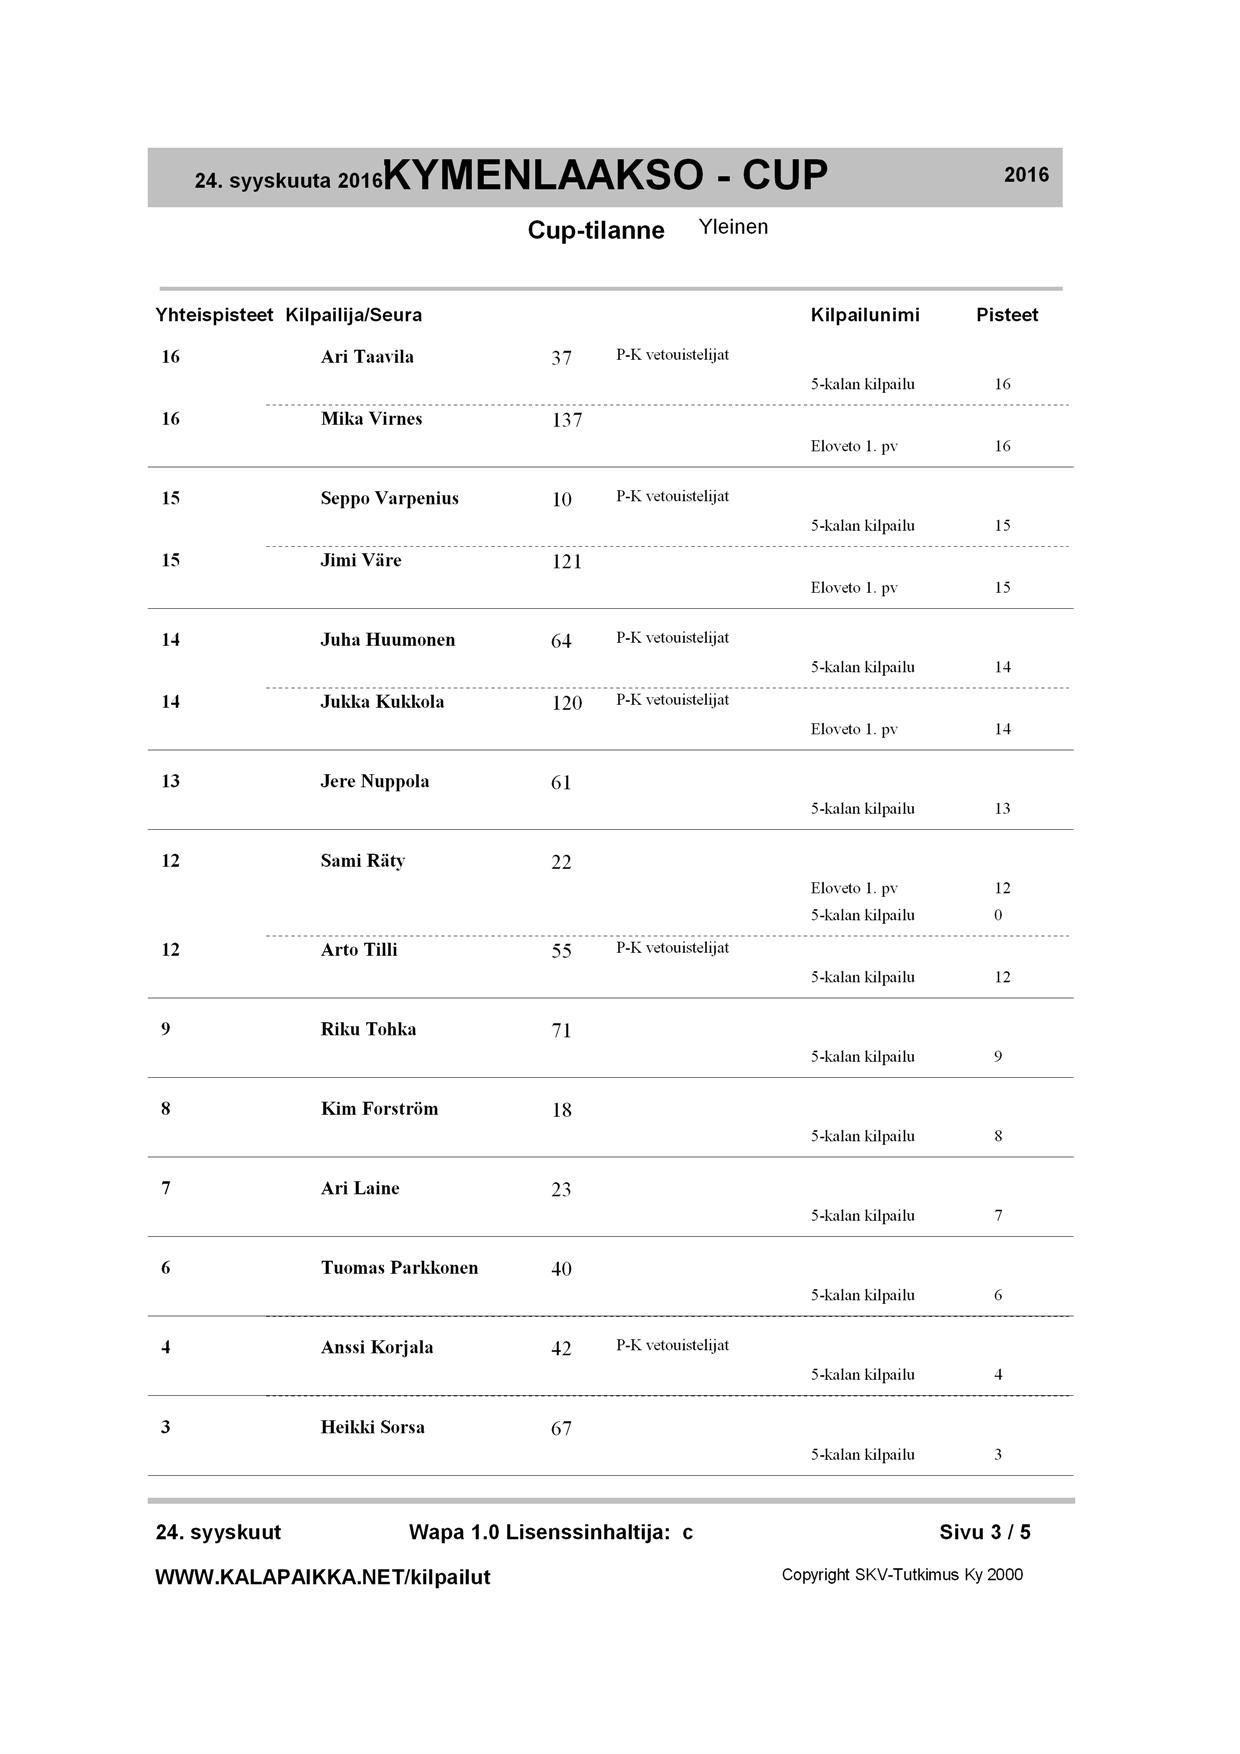 24. syyskuuta 2016 KYMENLAAKSO - CUP 2016
Cup-tilanne Yleinen
Yhteispisteet Kilpailija/Seura Kilpailunimi Pisteet
16 Ari Taavila 37 P-K vetouistelijat
5-kalan kilpailu 16
16 Mika Virnes 137
Eloveto 1. pv 16
15 Seppo Varpenius 10 P-K vetouistelijat
5-kalan kilpailu 15
15 Jimi Väre 121
Eloveto 1. pv 15
14 Juha Huumonen 64 P-K vetouistelijat
5-kalan kilpailu 14
14 Jukka Kukkola 120 P-K vetouistelijat
Eloveto 1. pv 14
13 Jere Nuppola 61
5-kalan kilpailu 13
12 Sami Räty 22
Eloveto 1. pv 12
5-kalan kilpailu 0
12 Arto Tilli 55 P-K vetouistelijat
5-kalan kilpailu 12
9 Riku Tohka 71
5-kalan kilpailu 9
8 Kim Forström 18
5-kalan kilpailu 8
7 Ari Laine 23
5-kalan kilpailu 7
6 Tuomas Parkkonen 40
5-kalan kilpailu 6
4 Anssi Korjala 42 P-K vetouistelijat
5-kalan kilpailu 4
3 Heikki Sorsa 67
5-kalan kilpailu 3
24. syyskuut Wapa 1.0 Lisenssinhaltija: c Sivu 3 / 5
WWW.KALAPAIKKA.NET/kilpailut Copyright SKV-Tutkimus Ky 2000